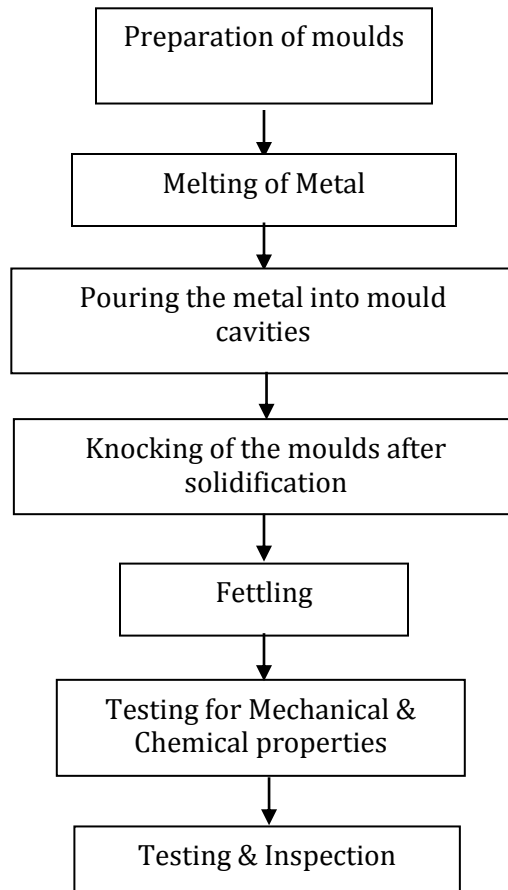 Preparation of moulds
Melting of Metal
Pouring the metal into mould
cavities
Knocking of the moulds after
solidification
Fettling
Testing for Mechanical &
Chemical properties
Testing & Inspection